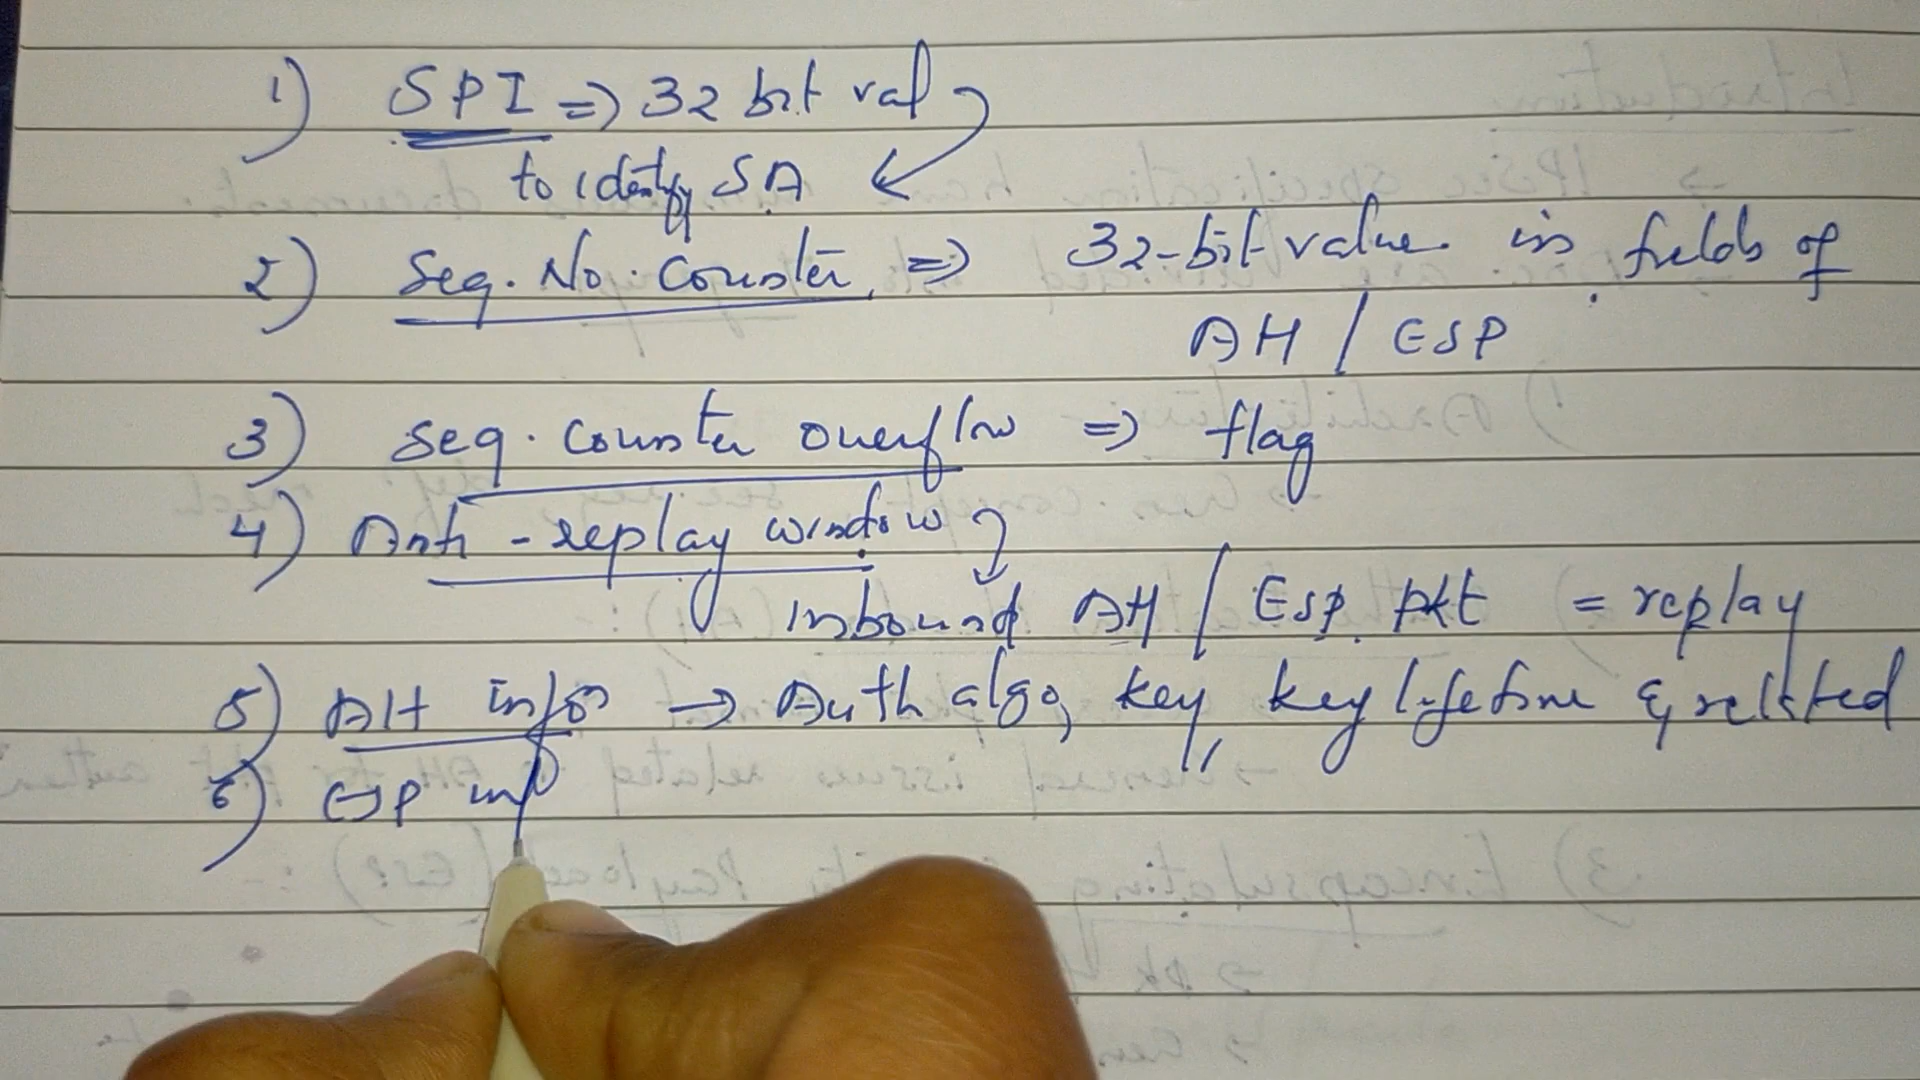 1) SPI => 32 bit val
to identify SA
2) Seq. No. Counter => 32-bit value in fields of
AH / ESP
3) Seq. Counter overflow => flag
4) Anti-replay window
Inbound AH / ESP pkt = replay
5) AH info → Auth algo, key, key lifetime & related
6) ESP inf